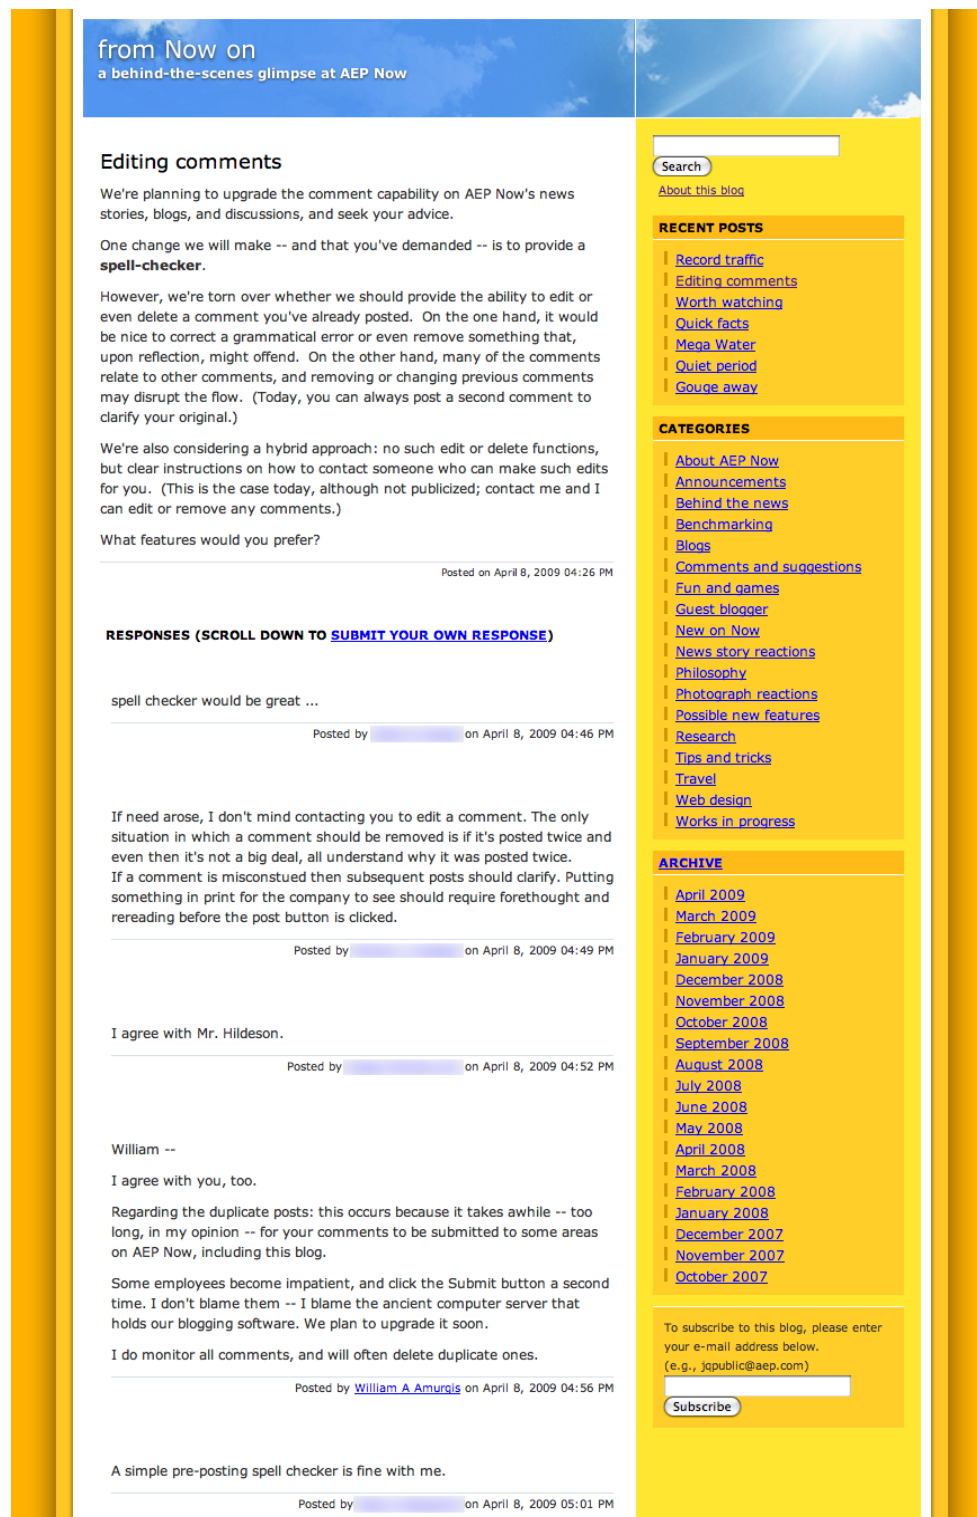 from Now on
a behind-the-scenes glimpse at AEP Now
Editing comments
We're planning to upgrade the comment capability on AEP Now's news
stories, blogs, and discussions, and seek your advice.
One change we will make -- and that you've demanded -- is to provide a
spell-checker.
However, we're torn over whether we should provide the ability to edit or
even delete a comment you've already posted. On the one hand, it would
be nice to correct a grammatical error or even remove something that,
upon reflection, might offend. On the other hand, many of the comments
relate to other comments, and removing or changing previous comments
may disrupt the flow. (Today, you can always post a second comment to
clarify your original.)
We're also considering a hybrid approach: no such edit or delete functions,
but clear instructions on how to contact someone who can make such edits
for you. (This is the case today, although not publicized; contact me and I
can edit or remove any comments.)
What features would you prefer?
Posted on April 8, 2009 04:26 PM
RESPONSES (SCROLL DOWN TO SUBMIT YOUR OWN RESPONSE)
spell checker would be great ...
Posted by on April 8, 2009 04:46 PM
If need arose, I don't mind contacting you to edit a comment. The only
situation in which a comment should be removed is if it's posted twice and
even then it's not a big deal, all understand why it was posted twice.
If a comment is misconstued then subsequent posts should clarify. Putting
something in print for the company to see should require forethought and
rereading before the post button is clicked.
Posted by on April 8, 2009 04:49 PM
I agree with Mr. Hildeson.
Posted by on April 8, 2009 04:52 PM
William --
I agree with you, too.
Regarding the duplicate posts: this occurs because it takes awhile -- too
long, in my opinion -- for your comments to be submitted to some areas
on AEP Now, including this blog.
Some employees become impatient, and click the Submit button a second
time. I don't blame them -- I blame the ancient computer server that
holds our blogging software. We plan to upgrade it soon.
I do monitor all comments, and will often delete duplicate ones.
Posted by William A Amurgis on April 8, 2009 04:56 PM
A simple pre-posting spell checker is fine with me.
Posted by on April 8, 2009 05:01 PM
Search
About this blog
RECENT POSTS
Record traffic
Editing comments
Worth watching
Quick facts
Mega Water
Quiet period
Gouge away
CATEGORIES
About AEP Now
Announcements
Behind the news
Benchmarking
Blogs
Comments and suggestions
Fun and games
Guest blogger
New on Now
News story reactions
Philosophy
Photograph reactions
Possible new features
Research
Tips and tricks
Travel
Web design
Works in progress
ARCHIVE
April 2009
March 2009
February 2009
January 2009
December 2008
November 2008
October 2008
September 2008
August 2008
July 2008
June 2008
May 2008
April 2008
March 2008
February 2008
January 2008
December 2007
November 2007
October 2007
To subscribe to this blog, please enter
your e-mail address below.
(e.g., jqpublic@aep.com)
Subscribe